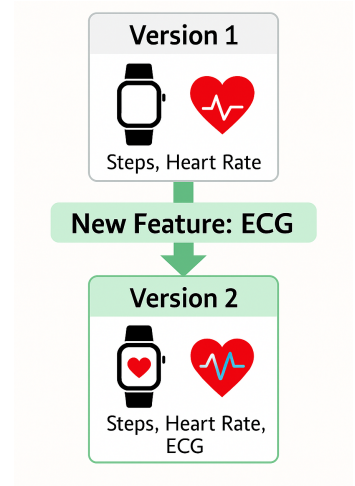 Version 1
Steps, Heart Rate
New Feature: ECG
Version 2
Steps, Heart Rate,
ECG